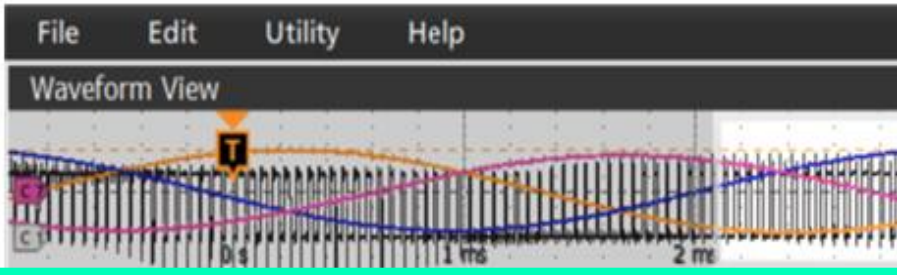 File Edit Utility Help
Waveform View
T
C
C 1
0 s 1 ms 2 ms